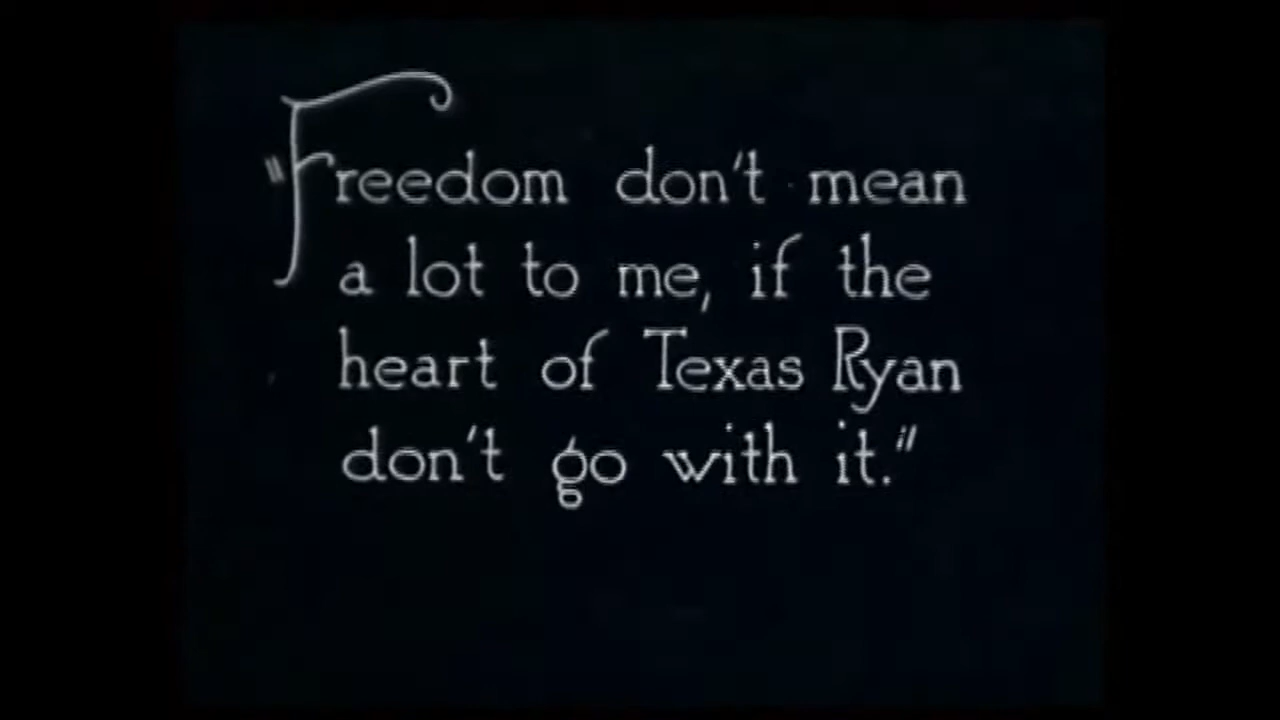 "Freedom don't mean
a lot to me, if the
heart of Texas Ryan
don't go with it."